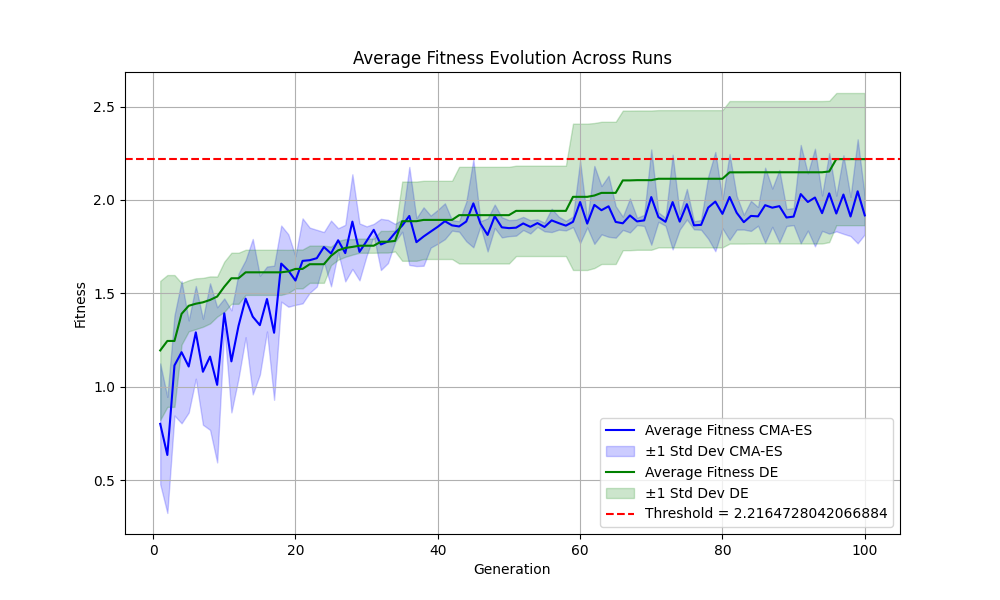 Average Fitness Evolution Across Runs
2.5
2.0
1.5
1.0
0.5
Fitness
0 20 40 60 80 100
Generation
Average Fitness CMA-ES
±1 Std Dev CMA-ES
Average Fitness DE
±1 Std Dev DE
Threshold = 2.2164728042066884